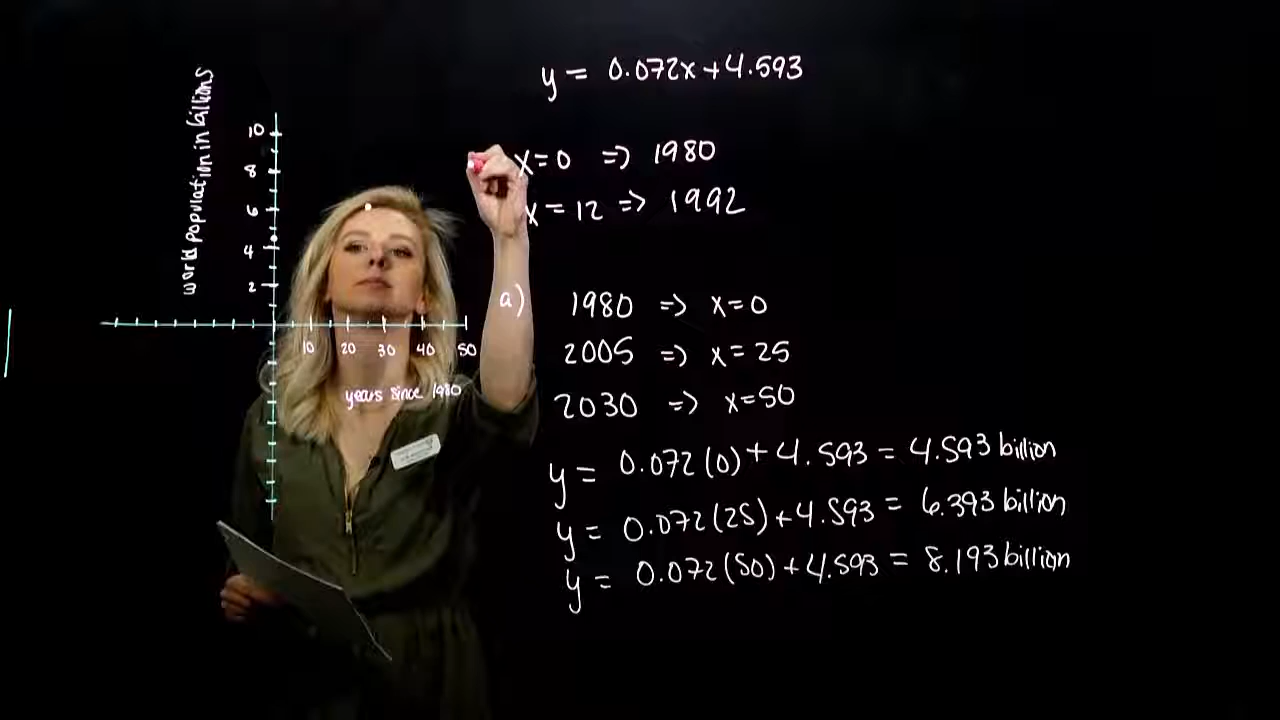 y = 0.072x + 4.593
x = 0 => 1980
x = 12 => 1992
world population in billions
10
8
6
4
2
10 20 30 40 50
years since 1980
a) 1980 => x = 0
2005 => x = 25
2030 => x = 50
y = 0.072(0) + 4.593 = 4.593 billion
y = 0.072(25) + 4.593 = 6.393 billion
y = 0.072(50) + 4.593 = 8.193 billion